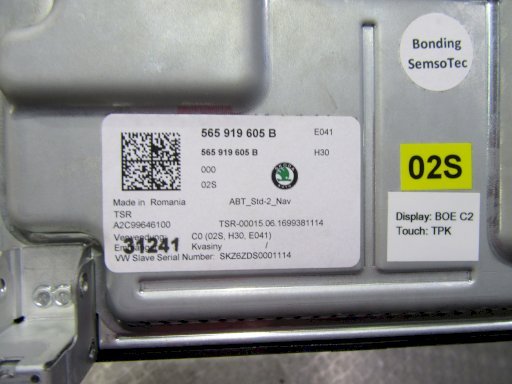 Bonding
SemsoTec
565 919 605 B E041
565 919 605 B H30
000
02S
SKODA
ABT_Std-2_Nav
Made in Romania
TSR
A2C99646100 TSR-00015.06.1699381114
Verwendung: C0 (02S, H30, E041)
31241
Kvasiny /
VW Slave Serial Number: SKZ6ZDS0001114
02S
Display: BOE C2
Touch: TPK